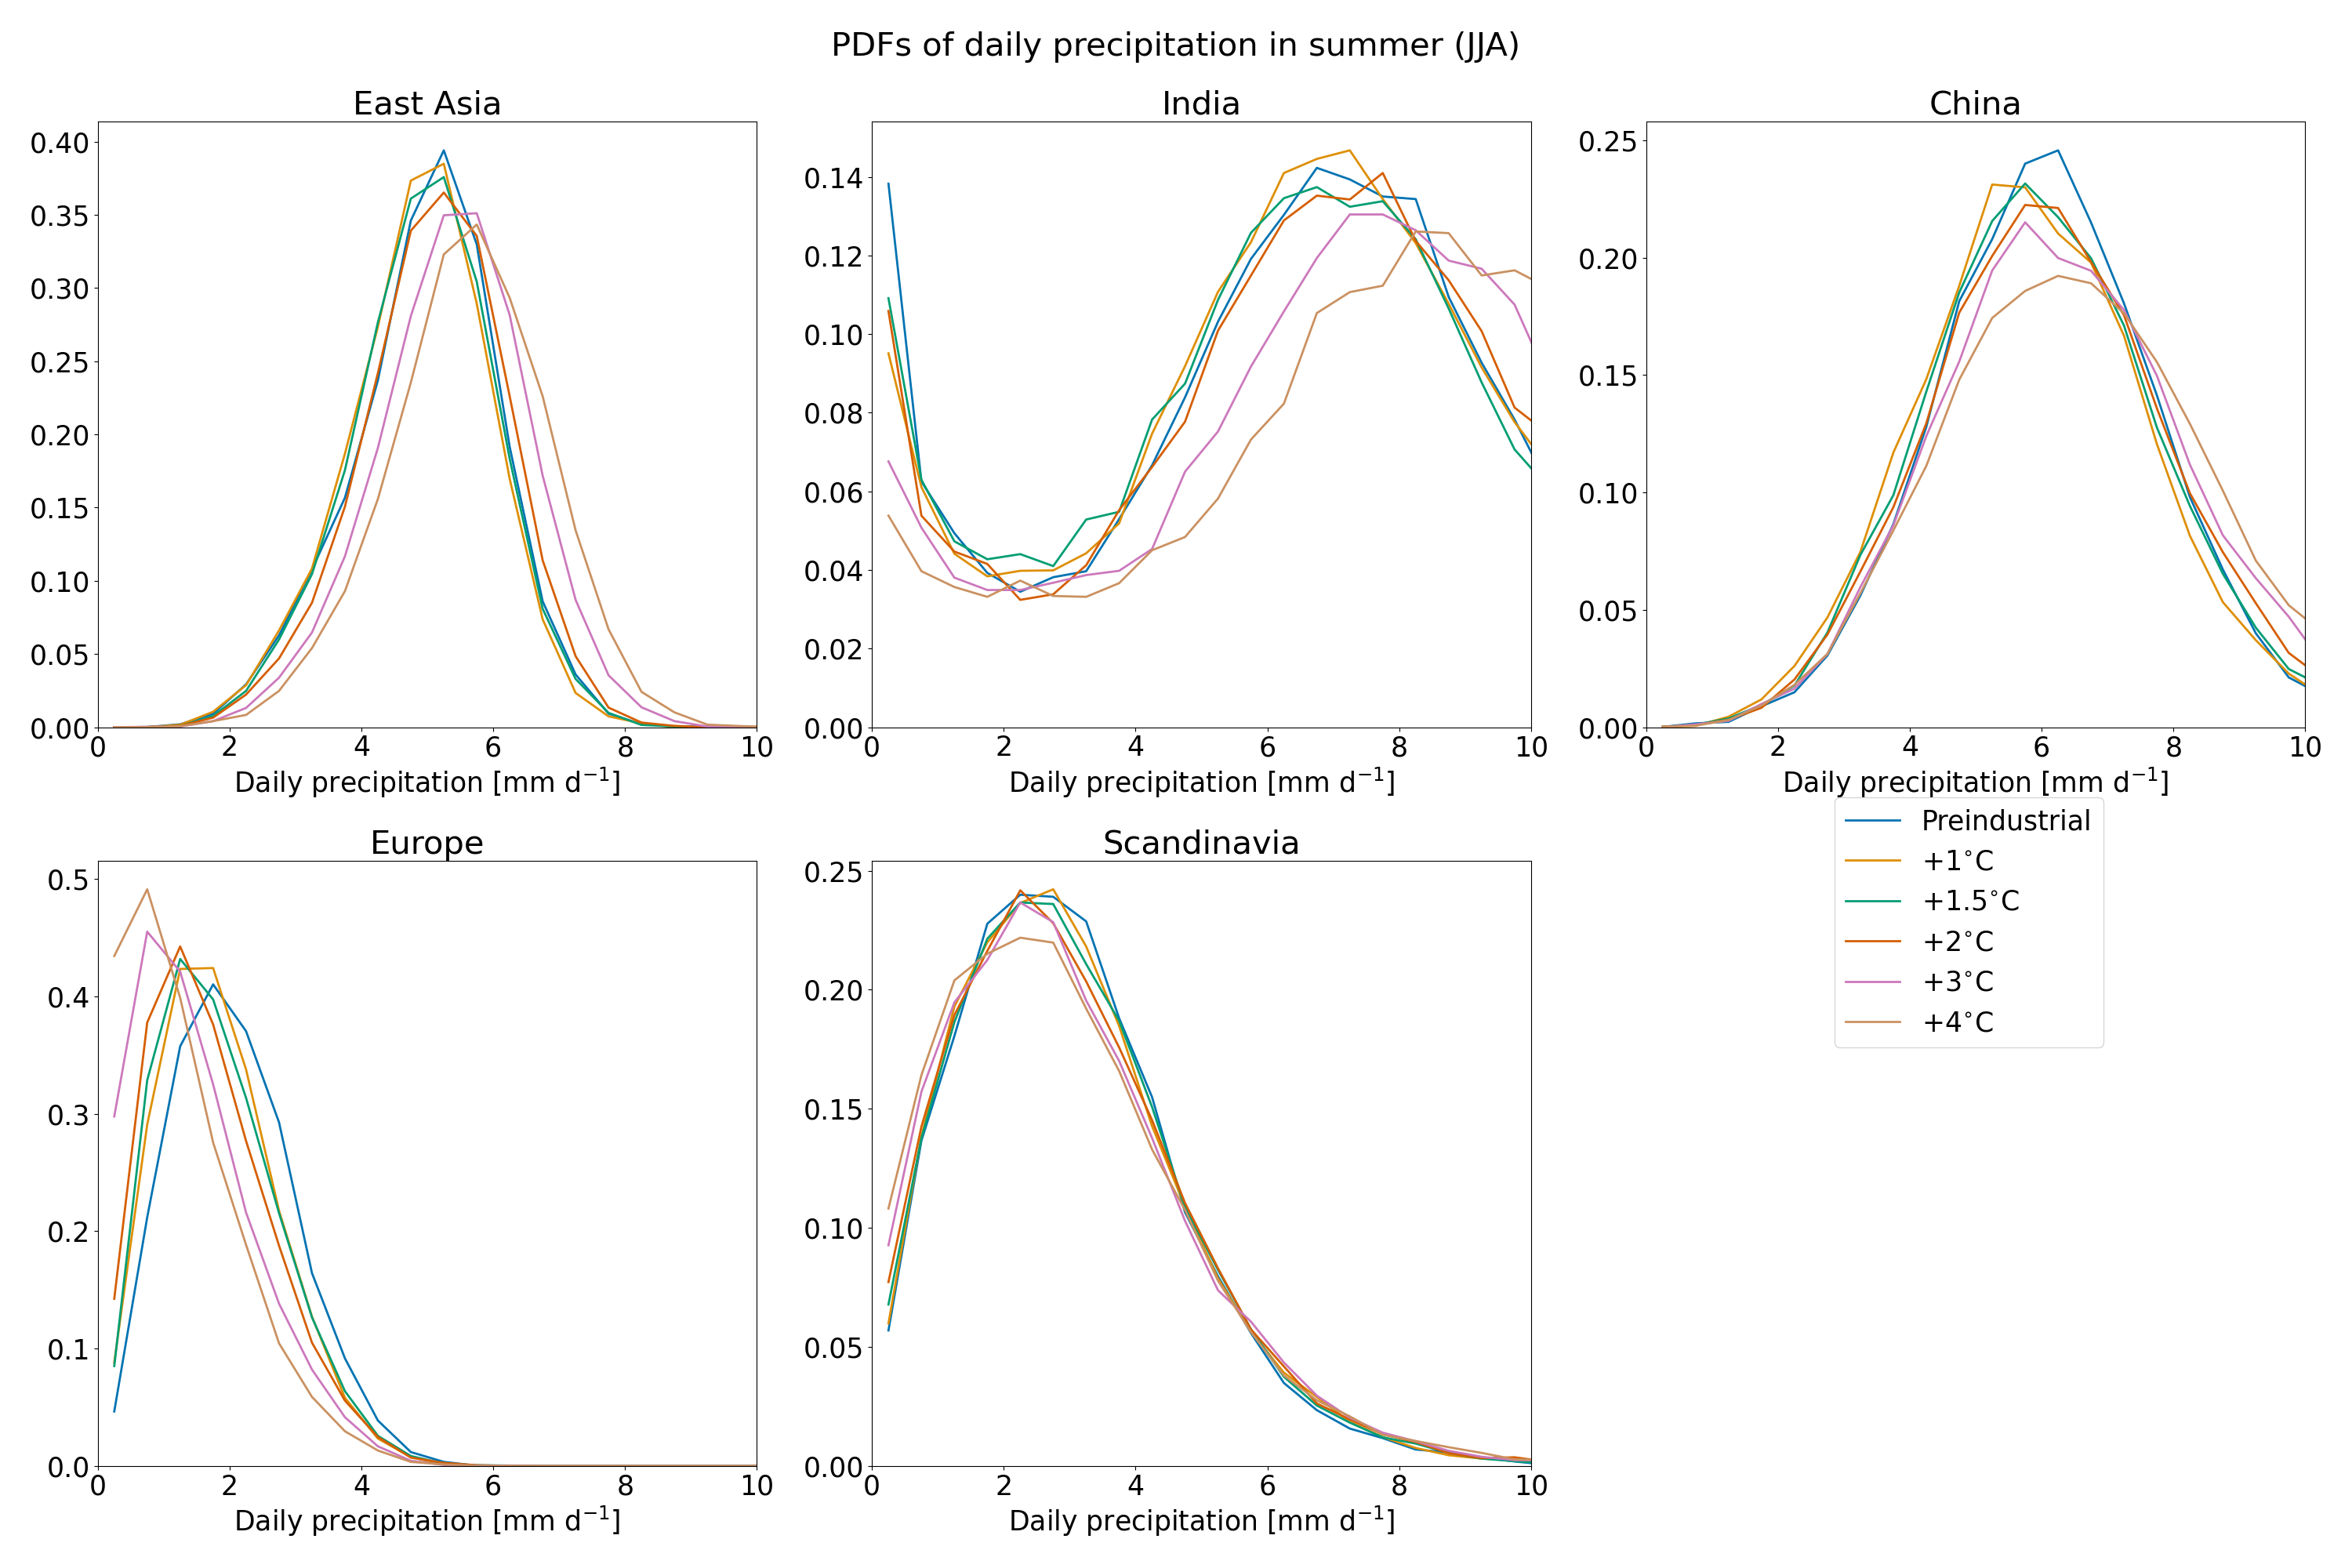 PDFs of daily precipitation in summer (JJA)
East Asia
0.40
0.35
0.30
0.25
0.20
0.15
0.10
0.05
0.00
0 2 4 6 8 10
Daily precipitation [mm d⁻¹]
India
0.14
0.12
0.10
0.08
0.06
0.04
0.02
0.00
0 2 4 6 8 10
Daily precipitation [mm d⁻¹]
China
0.25
0.20
0.15
0.10
0.05
0.00
0 2 4 6 8 10
Daily precipitation [mm d⁻¹]
Preindustrial
+1°C
+1.5°C
+2°C
+3°C
+4°C
Europe
0.5
0.4
0.3
0.2
0.1
0.0
0 2 4 6 8 10
Daily precipitation [mm d⁻¹]
Scandinavia
0.25
0.20
0.15
0.10
0.05
0.00
0 2 4 6 8 10
Daily precipitation [mm d⁻¹]